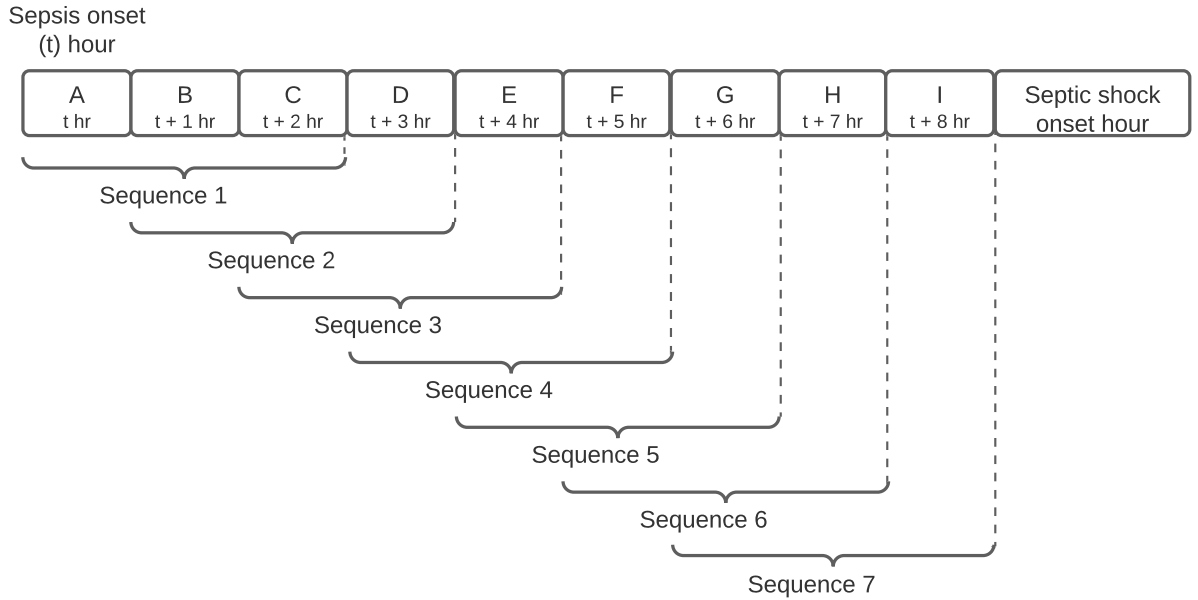 Sepsis onset
(t) hour
A
t hr
B
t + 1 hr
C
t + 2 hr
D
t + 3 hr
E
t + 4 hr
F
t + 5 hr
G
t + 6 hr
H
t + 7 hr
I
t + 8 hr
Septic shock
onset hour
Sequence 1
Sequence 2
Sequence 3
Sequence 4
Sequence 5
Sequence 6
Sequence 7